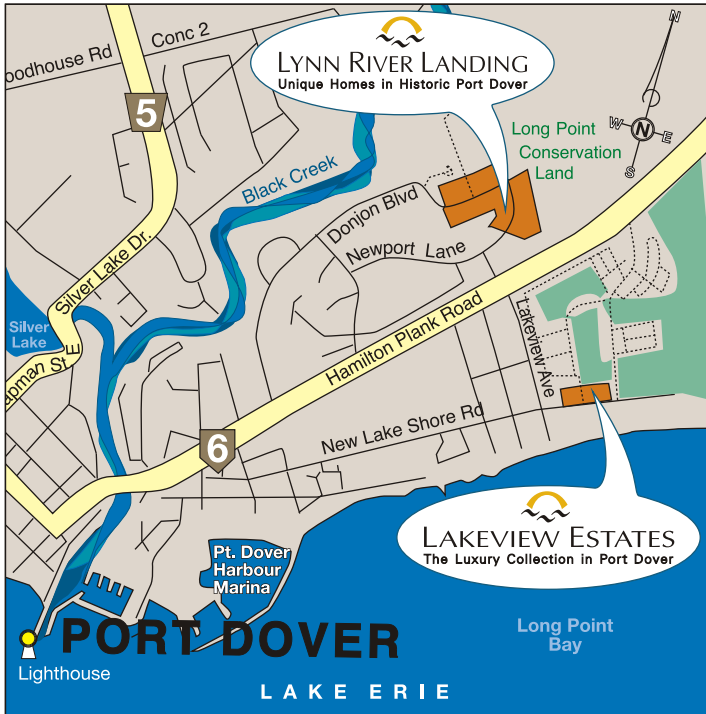 Conc 2
oodhouse Rd
5
LYNN RIVER LANDING
Unique Homes in Historic Port Dover
N
W
N
E
S
Long Point
Conservation
Land
Black Creek
Donjon Blvd
Newport Lane
Silver Lake Dr.
Silver
Lake
apman St E
Hamilton Plank Road
Lakeview Ave
6
New Lake Shore Rd
LAKEVIEW ESTATES
The Luxury Collection in Port Dover
Pt. Dover
Harbour
Marina
PORT DOVER
Lighthouse
Long Point
Bay
LAKE ERIE